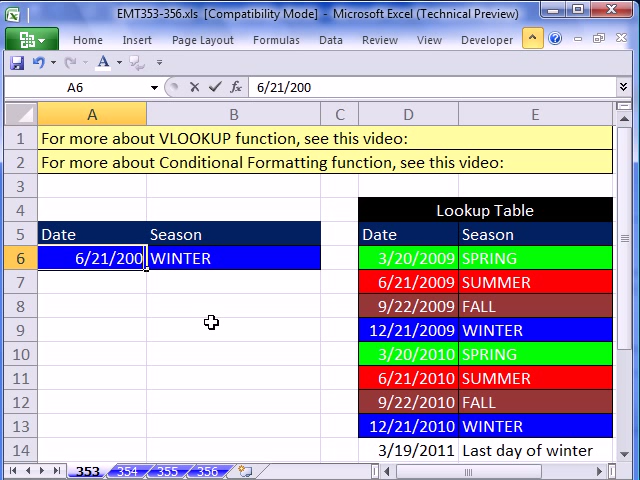 EMT353-356.xls [Compatibility Mode] - Microsoft Excel (Technical Preview)
Home Insert Page Layout Formulas Data Review View Developer
A
A6 fx 6/21/200
A B C D E
1 For more about VLOOKUP function, see this video:
2 For more about Conditional Formatting function, see this video:
3
4 Lookup Table
5 Date Season Date Season
6 6/21/200 WINTER 3/20/2009 SPRING
7 6/21/2009 SUMMER
8 9/22/2009 FALL
9 12/21/2009 WINTER
10 3/20/2010 SPRING
11 6/21/2010 SUMMER
12 9/22/2010 FALL
13 12/21/2010 WINTER
14 3/19/2011 Last day of winter
353 354 355 356